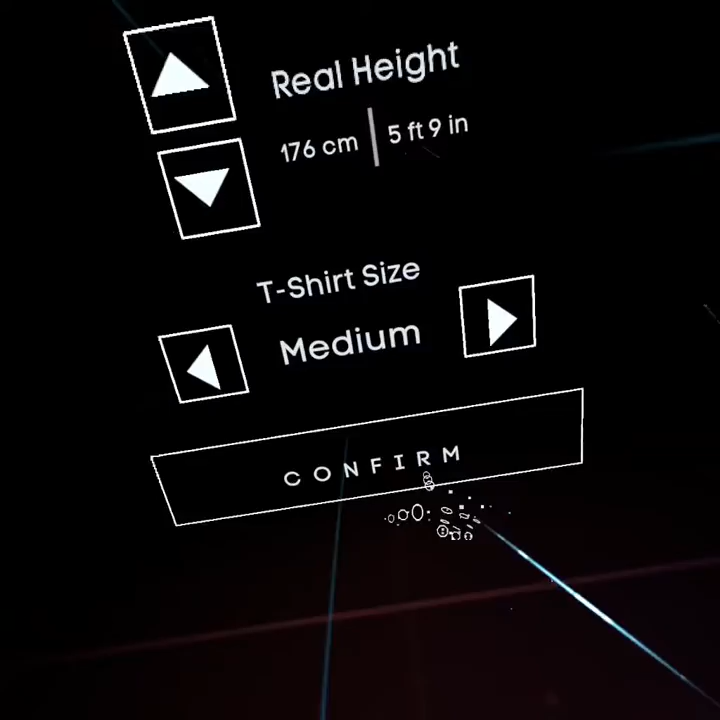 Real Height
176 cm | 5 ft 9 in
T-Shirt Size
Medium
CONFIRM